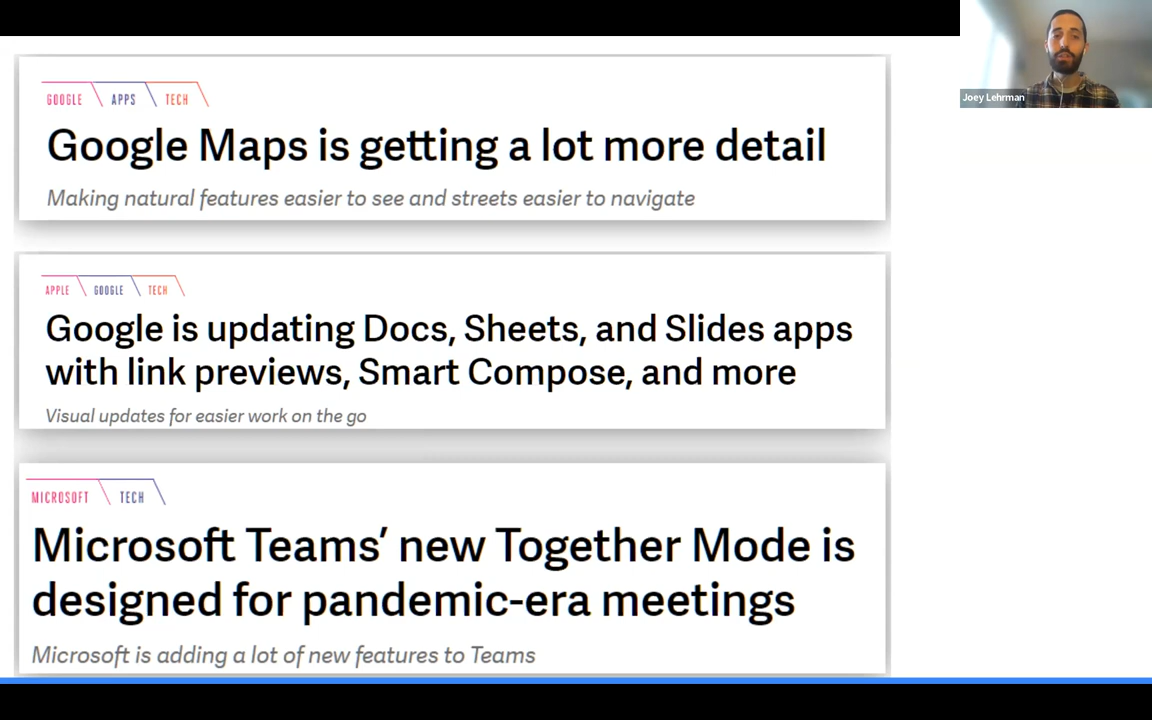 GOOGLE APPS TECH
Google Maps is getting a lot more detail
Making natural features easier to see and streets easier to navigate
APPLE GOOGLE TECH
Google is updating Docs, Sheets, and Slides apps
with link previews, Smart Compose, and more
Visual updates for easier work on the go
MICROSOFT TECH
Microsoft Teams’ new Together Mode is
designed for pandemic-era meetings
Microsoft is adding a lot of new features to Teams
Joey Lehrman